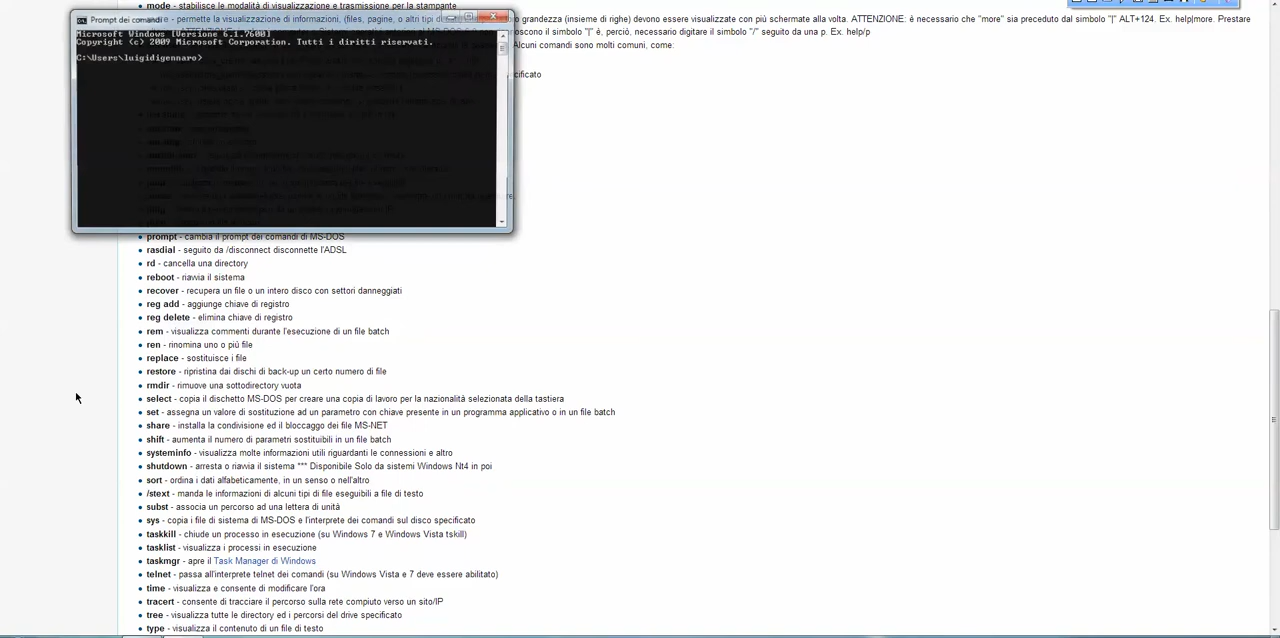 mode - stabilisce le modalità di visualizzazione e trasmissione per la stampante
Prompt dei comandi
re - permette la visualizzazione di informazioni, (files, pagine, o altri tipi di
grandezza (insieme di righe) devono essere visualizzate con più schermate alla volta. ATTENZIONE: è necessario che "more" sia preceduto dal simbolo "|" ALT+124. Ex. help|more. Prestare
oscono il simbolo "|" è, perciò, necessario digitare il simbolo "/" seguito da una p. Ex. help/p
Alcuni comandi sono molti comuni, come:
cificato
Microsoft Windows [Versione 6.1.7600]
Copyright (c) 2009 Microsoft Corporation. Tutti i diritti riservati.
C:\Users\luigidigennaro>
prompt - cambia il prompt dei comandi di MS-DOS
rasdial - seguito da /disconnect disconnette l'ADSL
rd - cancella una directory
reboot - riavvia il sistema
recover - recupera un file o un intero disco con settori danneggiati
reg add - aggiunge chiave di registro
reg delete - elimina chiave di registro
rem - visualizza commenti durante l'esecuzione di un file batch
ren - rinomina uno o più file
replace - sostituisce i file
restore - ripristina dai dischi di back-up un certo numero di file
rmdir - rimuove una sottodirectory vuota
select - copia il dischetto MS-DOS per creare una copia di lavoro per la nazionalità selezionata della tastiera
set - assegna un valore di sostituzione ad un parametro con chiave presente in un programma applicativo o in un file batch
share - installa la condivisione ed il bloccaggo dei file MS-NET
shift - aumenta il numero di parametri sostituibili in un file batch
systeminfo - visualizza molte informazioni utili riguardanti le connessioni e altro
shutdown - arresta o riavvia il sistema *** Disponibile Solo da sistemi Windows Nt4 in poi
sort - ordina i dati alfabeticamente, in un senso o nell'altro
/stext - manda le informazioni di alcuni tipi di file eseguibili a file di testo
subst - associa un percorso ad una lettera di unità
sys - copia i file di sistema di MS-DOS e l'interprete dei comandi sul disco specificato
taskkill - chiude un processo in esecuzione (su Windows 7 e Windows Vista tskill)
tasklist - visualizza i processi in esecuzione
taskmgr - apre il Task Manager di Windows
telnet - passa all'interprete telnet dei comandi (su Windows Vista e 7 deve essere abilitato)
time - visualizza e consente di modificare l'ora
tracert - consente di tracciare il percorso sulla rete compiuto verso un sito/IP
tree - visualizza tutte le directory ed i percorsi del drive specificato
type - visualizza il contenuto di un file di testo